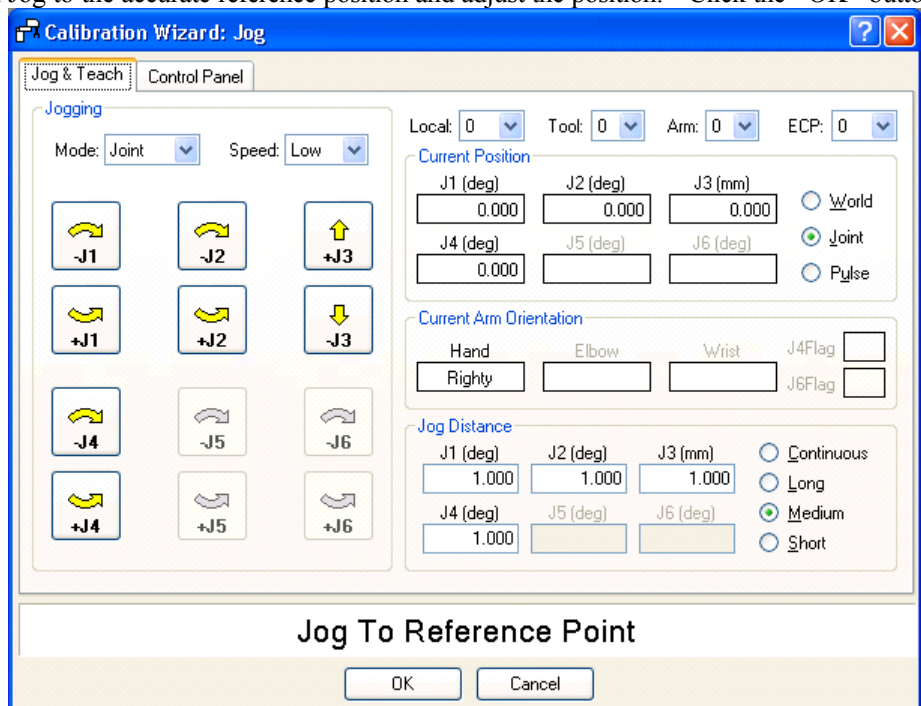 Jog to the accurate reference position and adjust the position. Click the "OK" butto
Calibration Wizard: Jog
Jog & Teach Control Panel
Jogging
Mode: Joint Speed: Low
-J1 -J2 +J3
+J1 +J2 -J3
-J4 -J5 -J6
+J4 +J5 +J6
Local: 0 Tool: 0 Arm: 0 ECP: 0
Current Position
J1 (deg) J2 (deg) J3 (mm)
0.000 0.000 0.000
J4 (deg) J5 (deg) J6 (deg)
0.000
World
Joint
Pulse
Current Arm Orientation
Hand Elbow Wrist
Righty
J4Flag
J6Flag
Jog Distance
J1 (deg) J2 (deg) J3 (mm)
1.000 1.000 1.000
J4 (deg) J5 (deg) J6 (deg)
1.000
Continuous
Long
Medium
Short
Jog To Reference Point
OK Cancel